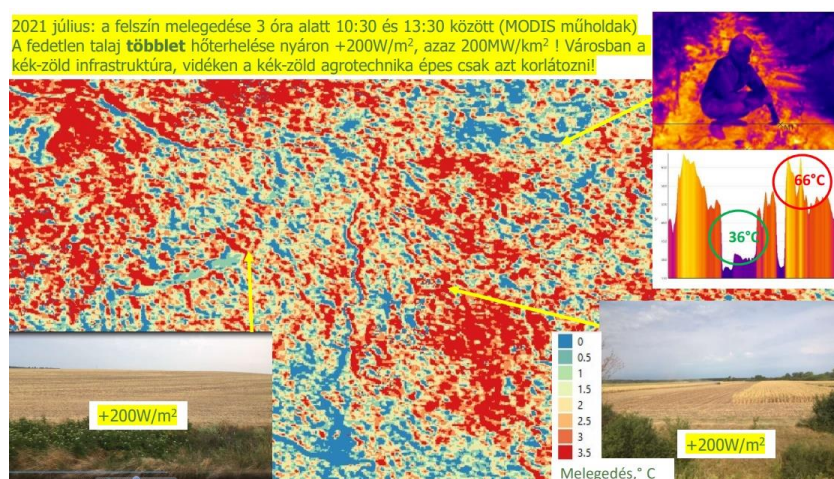 2021 július: a felszín melegedése 3 óra alatt 10:30 és 13:30 között (MODIS műholdak)
A fedetlen talaj többlet hőterhelése nyáron +200W/m², azaz 200MW/km² ! Városban a
kék-zöld infrastruktúra, vidéken a kék-zöld agrotechnika épes csak azt korlátozni!
66°C
36°C
+200W/m²
0
0.5
1
1.5
2
2.5
3
3.5
Melegedés,° C
+200W/m²